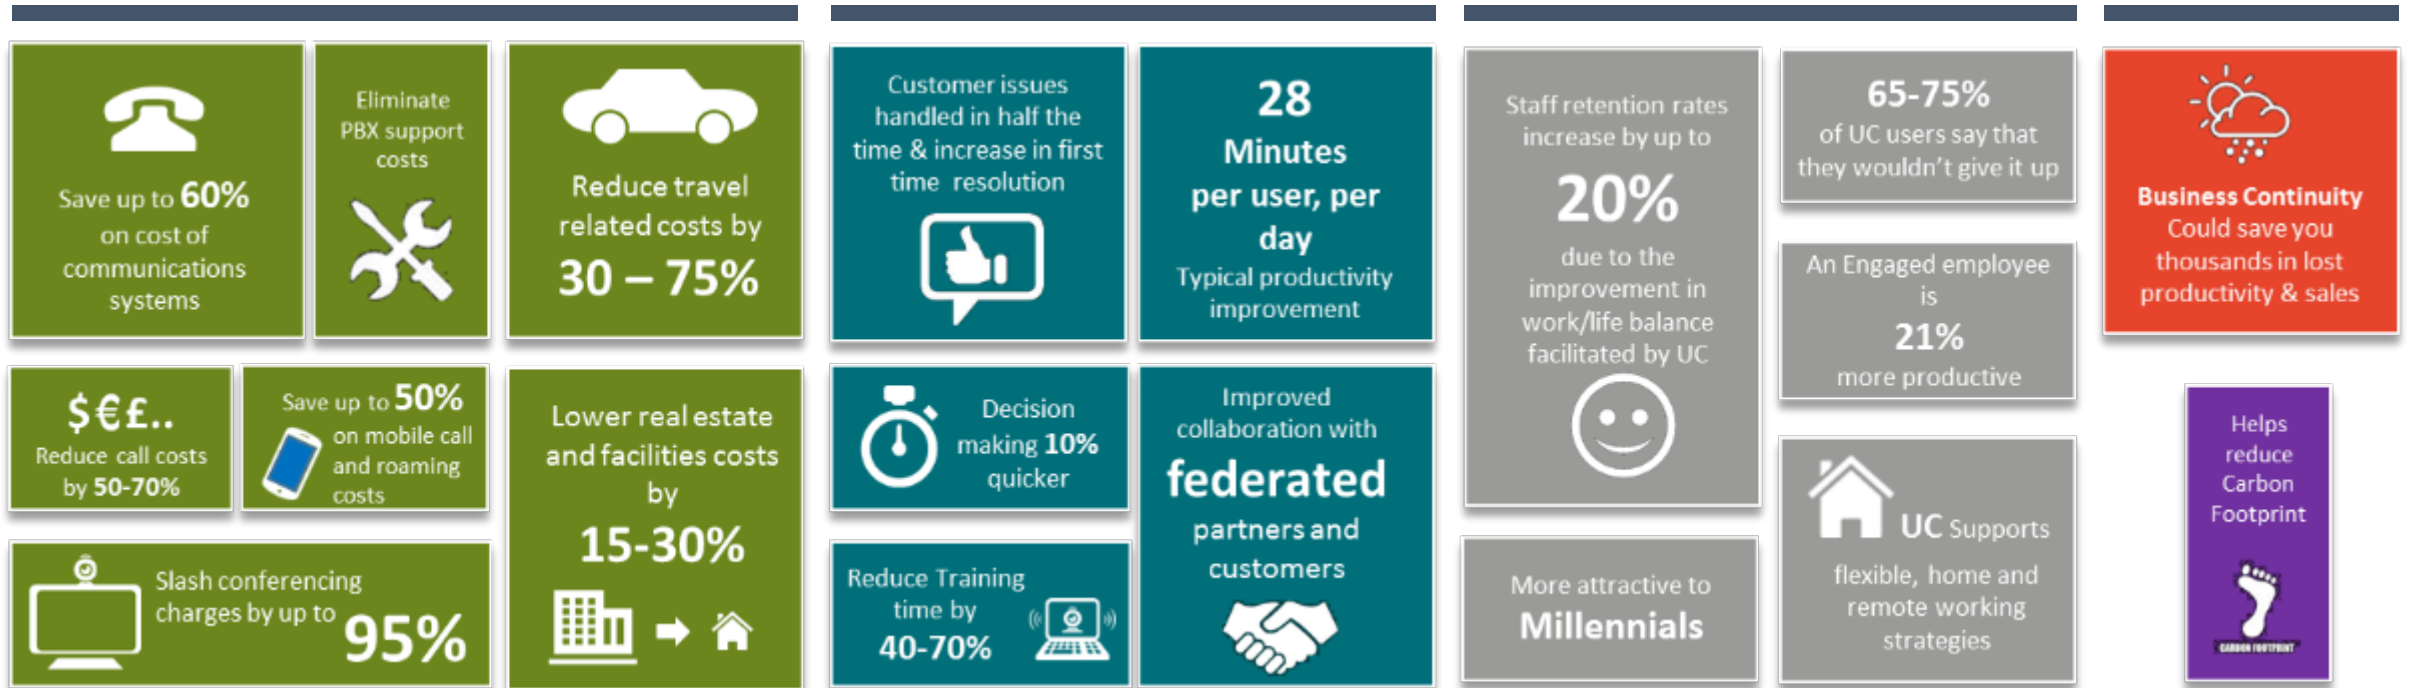 Save up to 60%
on cost of
communications
systems
Eliminate
PBX support
costs
Reduce travel
related costs by
30 – 75%
$€£..
Reduce call costs
by 50-70%
Save up to 50%
on mobile call
and roaming
costs
Lower real estate
and facilities costs
by
15-30%
Slash conferencing
charges by up to
95%
Customer issues
handled in half the
time & increase in first
time resolution
28
Minutes
per user, per
day
Typical productivity
improvement
Decision
making 10%
quicker
Improved
collaboration with
federated
partners and
customers
Reduce Training
time by
40-70%
Staff retention rates
increase by up to
20%
due to the
improvement in
work/life balance
facilitated by UC
65-75%
of UC users say that
they wouldn't give it up
An Engaged employee
is
21%
more productive
More attractive to
Millennials
UC Supports
flexible, home and
remote working
strategies
Business Continuity
Could save you
thousands in lost
productivity & sales
Helps
reduce
Carbon
Footprint
CARBON FOOTPRINT